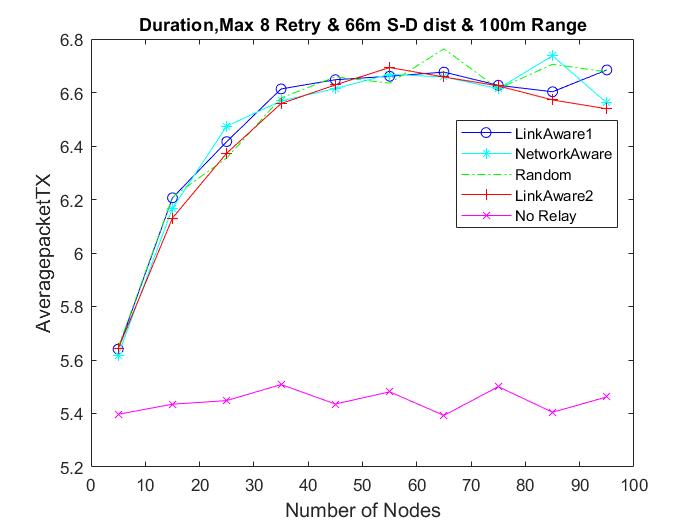 Duration,Max 8 Retry & 66m S-D dist & 100m Range
6.8
6.6
6.4
6.2
6
5.8
5.6
5.4
5.2
AveragepacketTX
LinkAware1
NetworkAware
Random
LinkAware2
No Relay
0 10 20 30 40 50 60 70 80 90 100
Number of Nodes